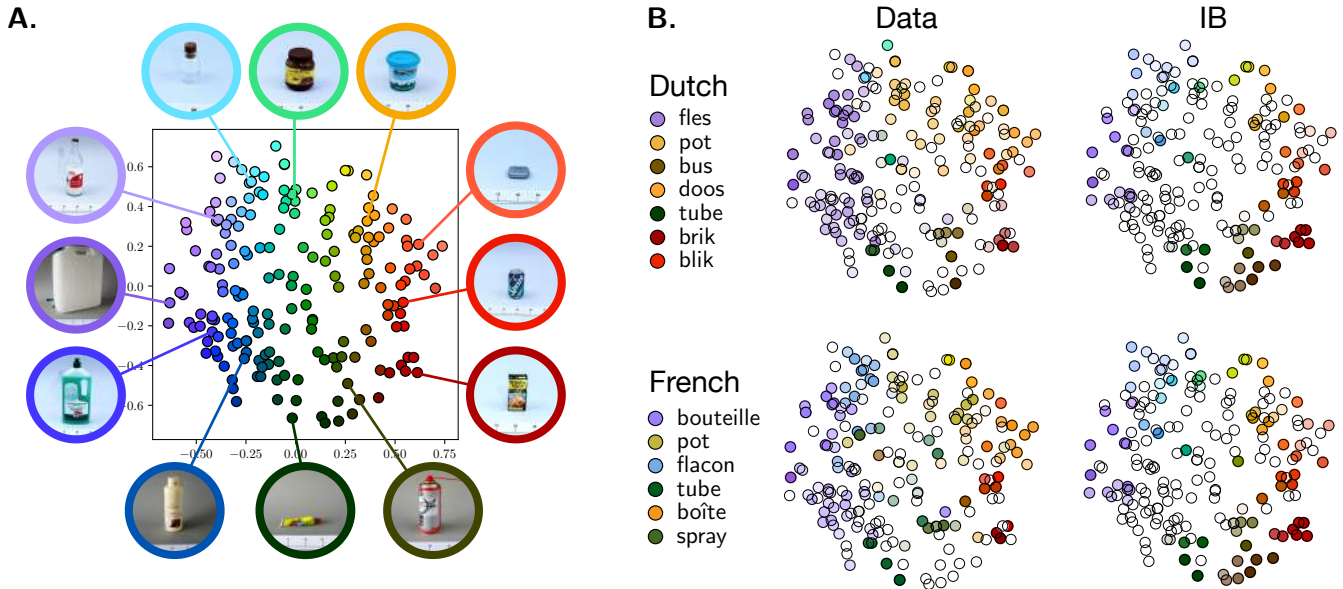 A.
0.6
0.4
0.2
0.0
−0.2
−0.4
−0.6
−0.50
−0.25
0.00
0.25
0.50
0.75
B.
Data
IB
Dutch
fles
pot
bus
doos
tube
brik
blik
French
bouteille
pot
flacon
tube
boîte
spray